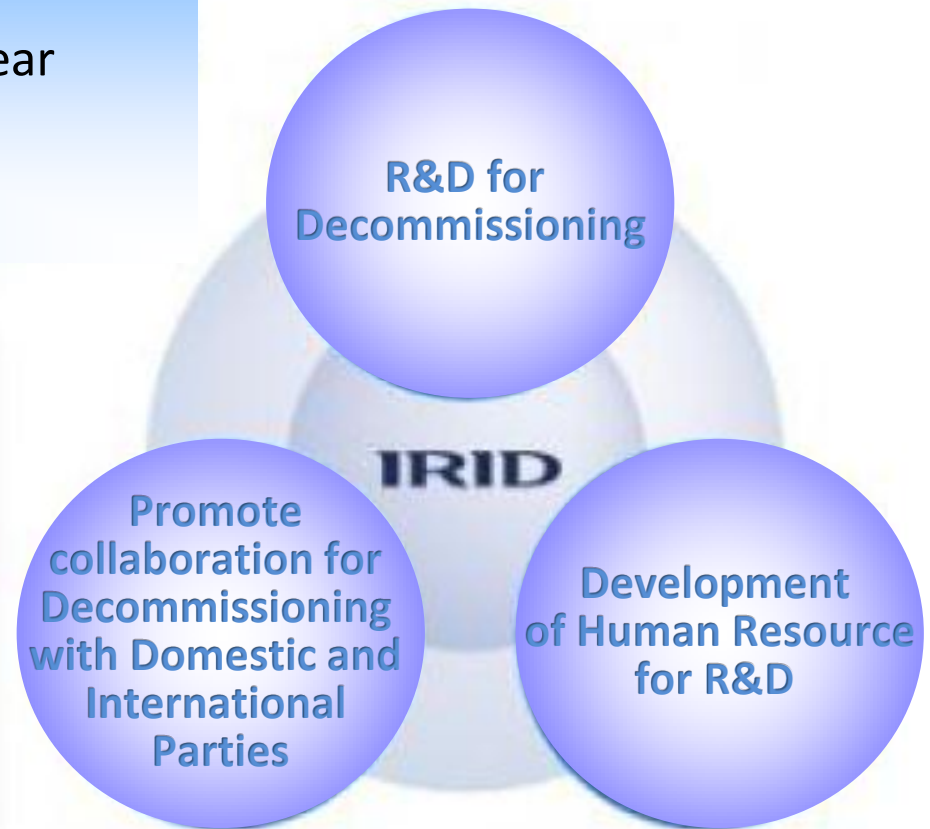 ear
R&D for
Decommissioning
IRID
Promote
collaboration for
Decommissioning
with Domestic and
International
Parties
Development
of Human Resource
for R&D